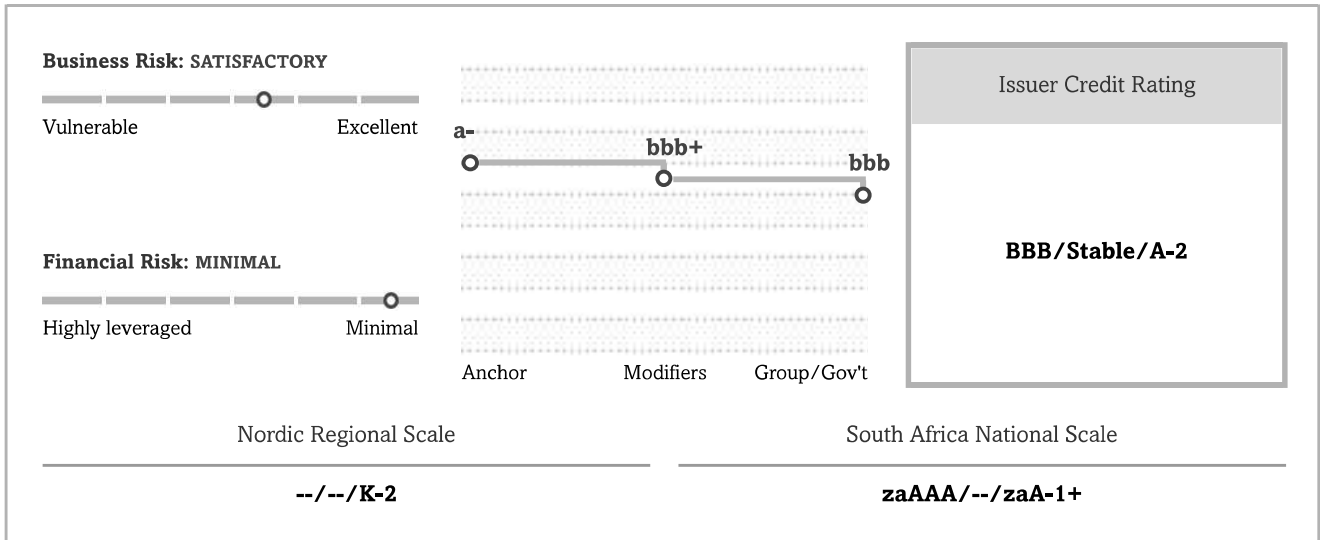 Business Risk: SATISFACTORY
Vulnerable Excellent
Financial Risk: MINIMAL
Highly leveraged Minimal
a-
bbb+
bbb
Anchor Modifiers Group/Gov't
Issuer Credit Rating
BBB/Stable/A-2
Nordic Regional Scale
--/--/K-2
South Africa National Scale
zaAAA/--/zaA-1+